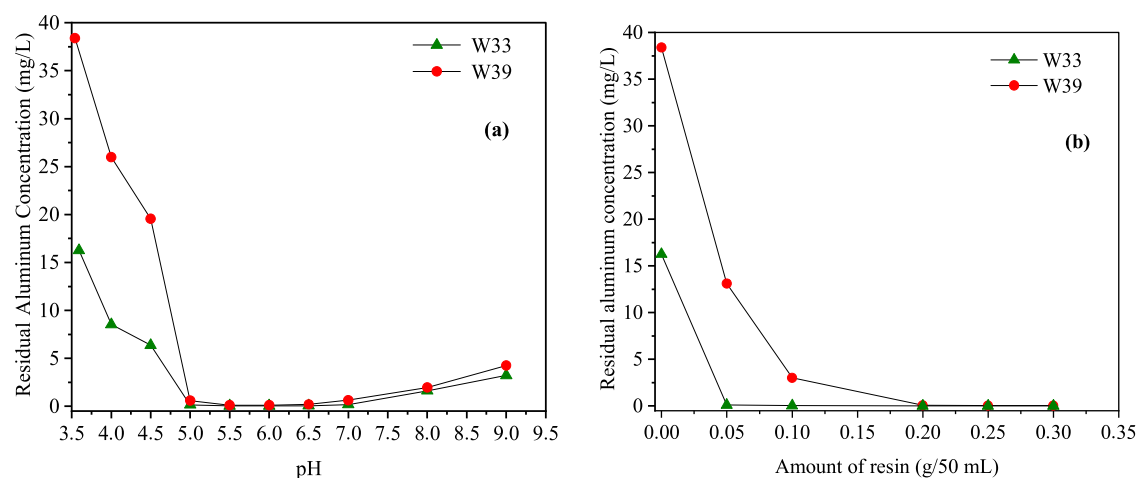 Residual Aluminum Concentration (mg/L)
40
35
30
25
20
15
10
5
0
3.5 4.0 4.5 5.0 5.5 6.0 6.5 7.0 7.5 8.0 8.5 9.0 9.5
pH
W33
W39
(a)
Residual aluminum concentration (mg/L)
40
35
30
25
20
15
10
5
0
0.00 0.05 0.10 0.15 0.20 0.25 0.30 0.35
Amount of resin (g/50 mL)
W33
W39
(b)